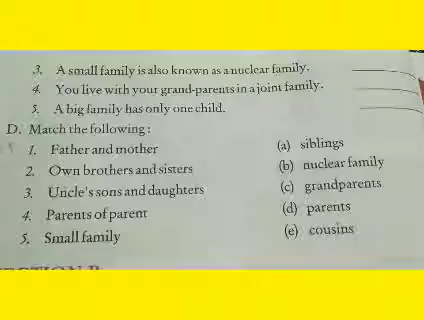 3. A small family is also known as a nuclear family.
4. You live with your grand-parents in a joint family.
5. A big family has only one child.
D. Match the following:
1. Father and mother (a) siblings
2. Own brothers and sisters (b) nuclear family
3. Uncle's sons and daughters (c) grandparents
4. Parents of parent (d) parents
5. Small family (e) cousins